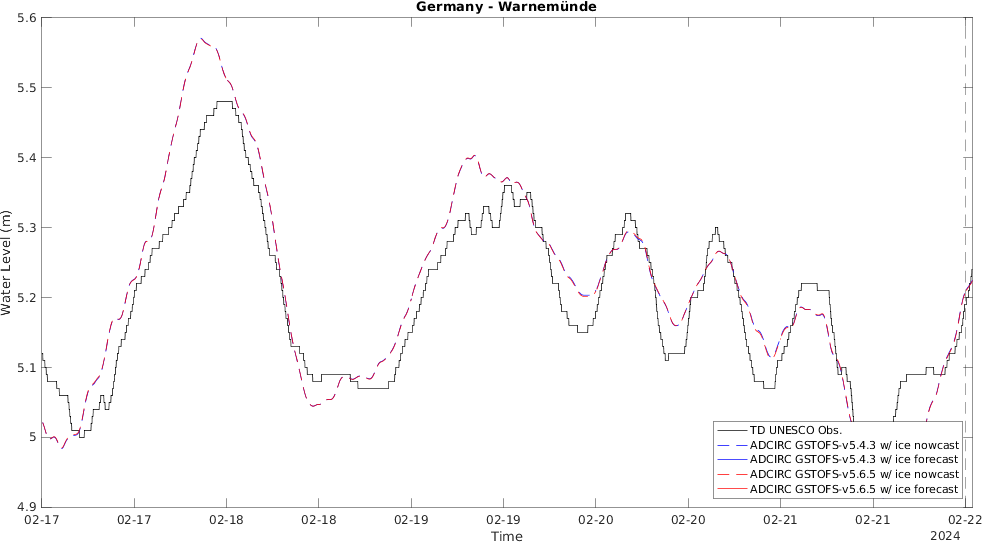 Germany - Warnemünde
Water Level (m)
5.6
5.5
5.4
5.3
5.2
5.1
5
4.9
TD UNESCO Obs.
ADCIRC GSTOFS-v5.4.3 w/ ice nowcast
ADCIRC GSTOFS-v5.4.3 w/ ice forecast
ADCIRC GSTOFS-v5.6.5 w/ ice nowcast
ADCIRC GSTOFS-v5.6.5 w/ ice forecast
02-17 02-17 02-18 02-18 02-19 02-19 02-20 02-20 02-21 02-21 02-22
Time
2024